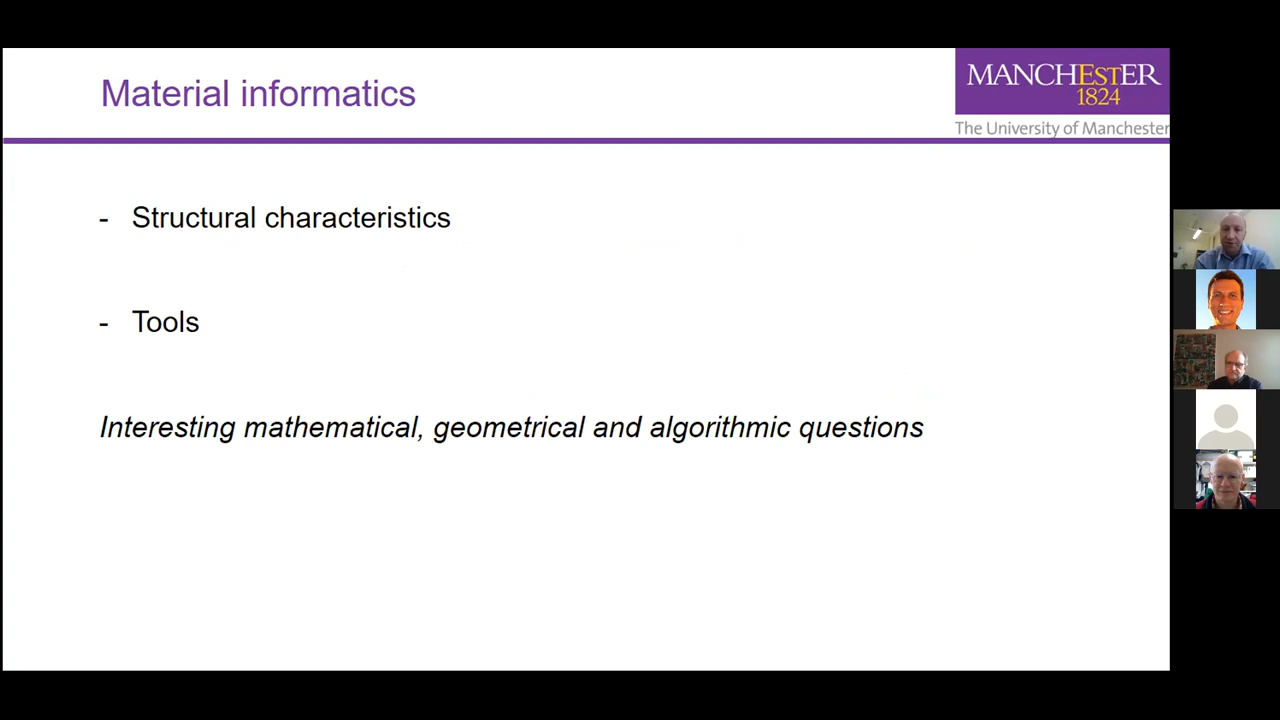 Material informatics
MANCHEsTER
1824
The University of Manchester
- Structural characteristics
- Tools
Interesting mathematical, geometrical and algorithmic questions